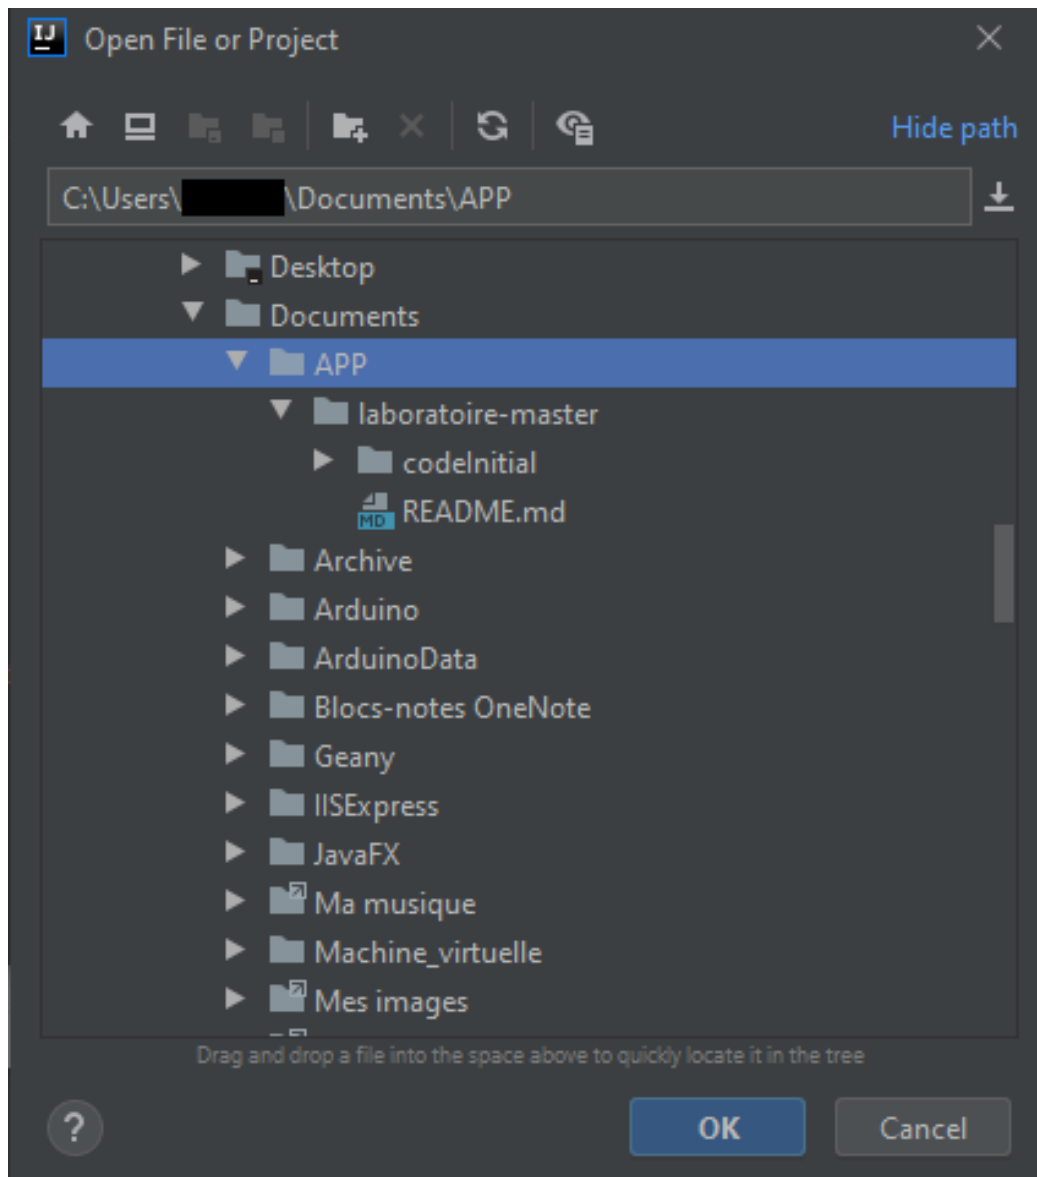 IJ Open File or Project
Hide path
C:\Users\ \Documents\APP
Desktop
Documents
APP
laboratoire-master
codeInitial
MD README.md
Archive
Arduino
ArduinoData
Blocs-notes OneNote
Geany
IISExpress
JavaFX
Ma musique
Machine_virtuelle
Mes images
Drag and drop a file into the space above to quickly locate it in the tree
? OK Cancel